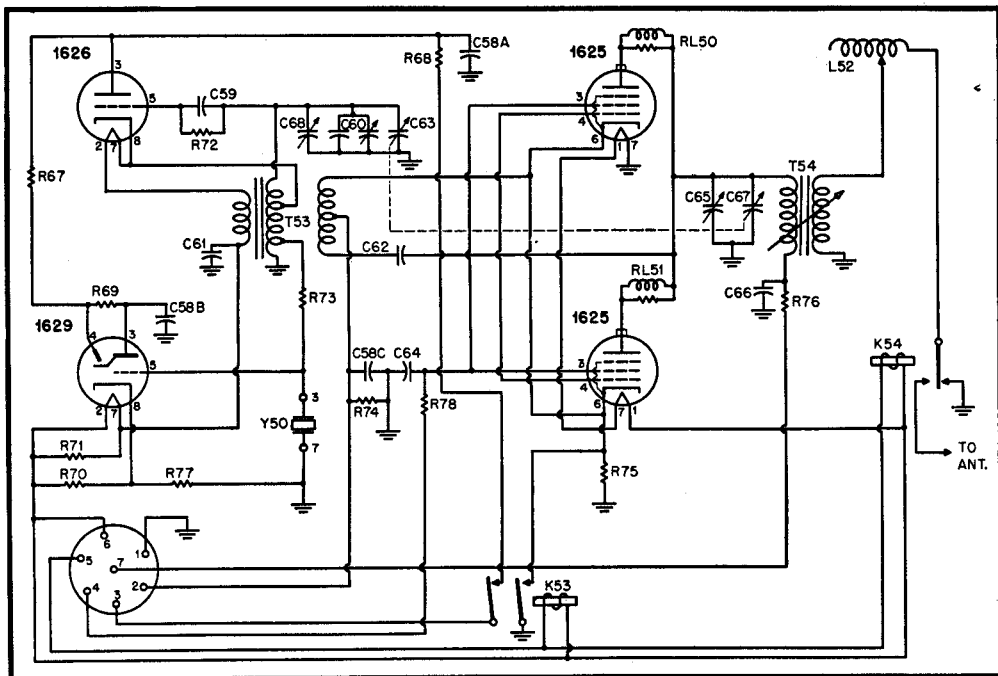 1626
3
5
2
7
8
C59
R72
R67
R68
C58A
C68
C60
C63
1625
3
4
6
1
7
RL50
L52
T53
C61
C62
C65
C67
T54
R69
C58B
1629
4
3
5
2
7
8
R73
C58C
C64
R74
R78
RL51
1625
3
4
6
7
1
C66
R76
K54
Y50
3
7
R71
R70
R77
R75
TO
ANT.
6
5
1
7
4
3
2
K53